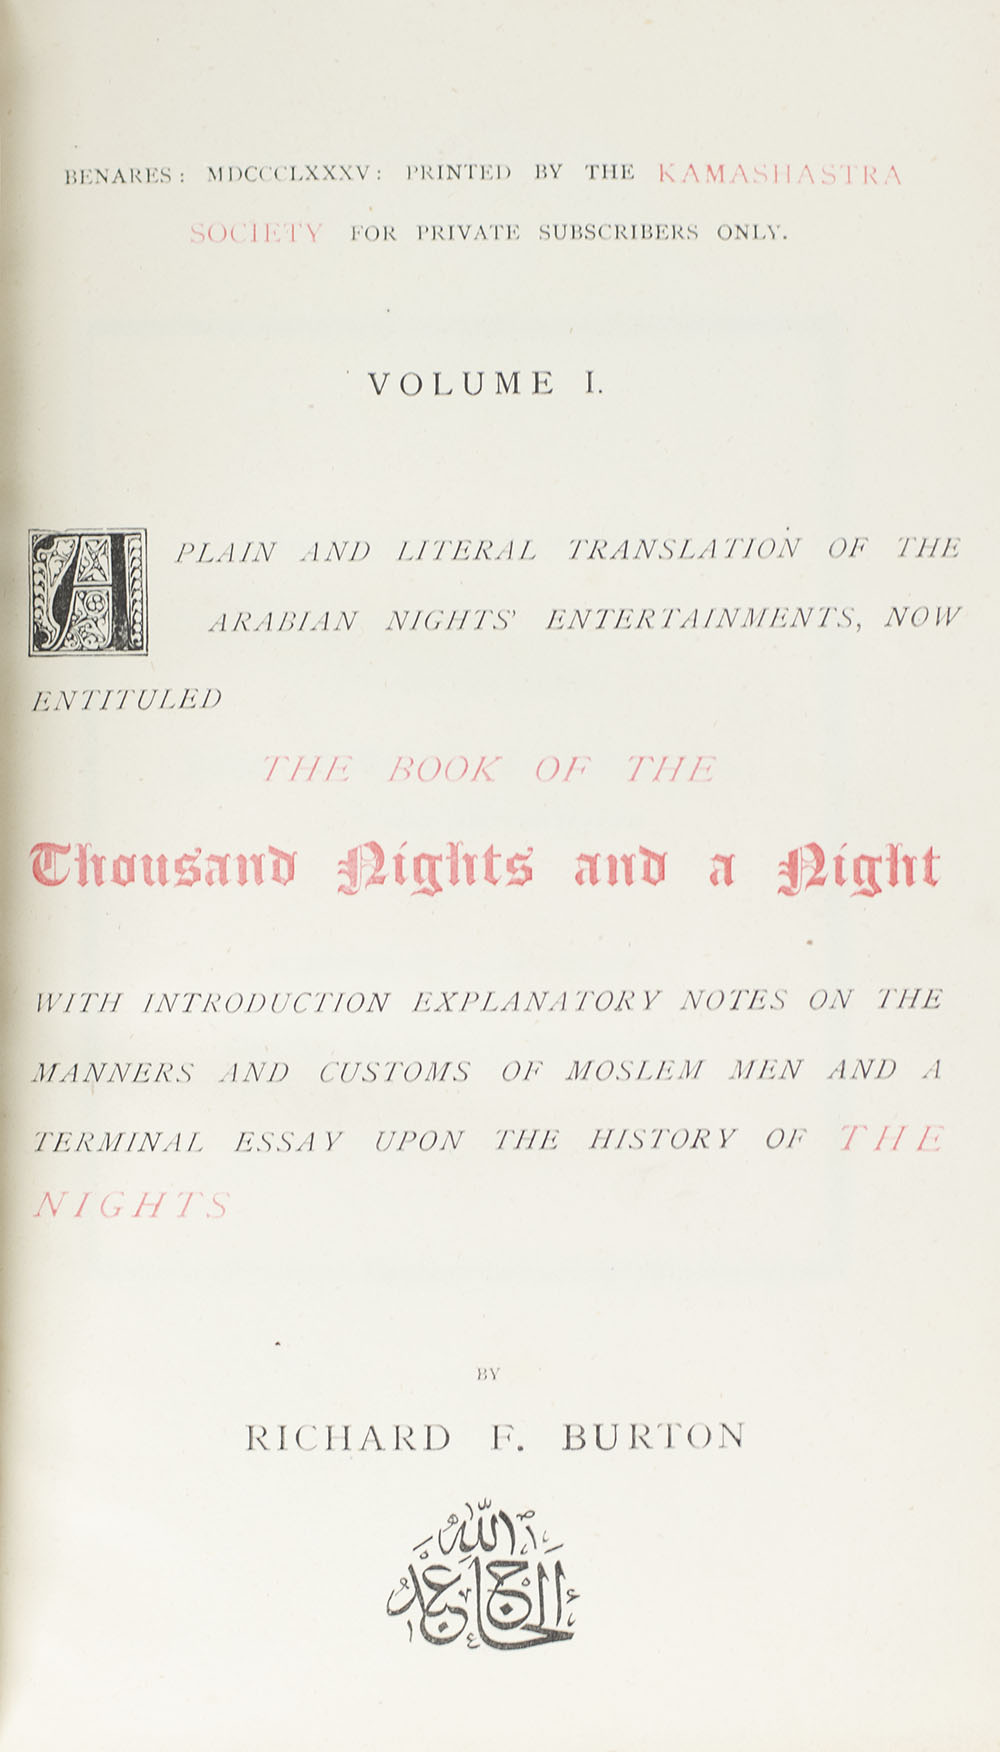 BENARES: MDCCCLXXXV: PRINTED BY THE KAMASHASTRA
SOCIETY FOR PRIVATE SUBSCRIBERS ONLY.
VOLUME I.
A PLAIN AND LITERAL TRANSLATION OF THE
ARABIAN NIGHTS' ENTERTAINMENTS, NOW
ENTITULED
THE BOOK OF THE
Thousand Nights and a Night
WITH INTRODUCTION EXPLANATORY NOTES ON THE
MANNERS AND CUSTOMS OF MOSLEM MEN AND A
TERMINAL ESSAY UPON THE HISTORY OF THE
NIGHTS
BY
RICHARD F. BURTON
الحاج عبد الله